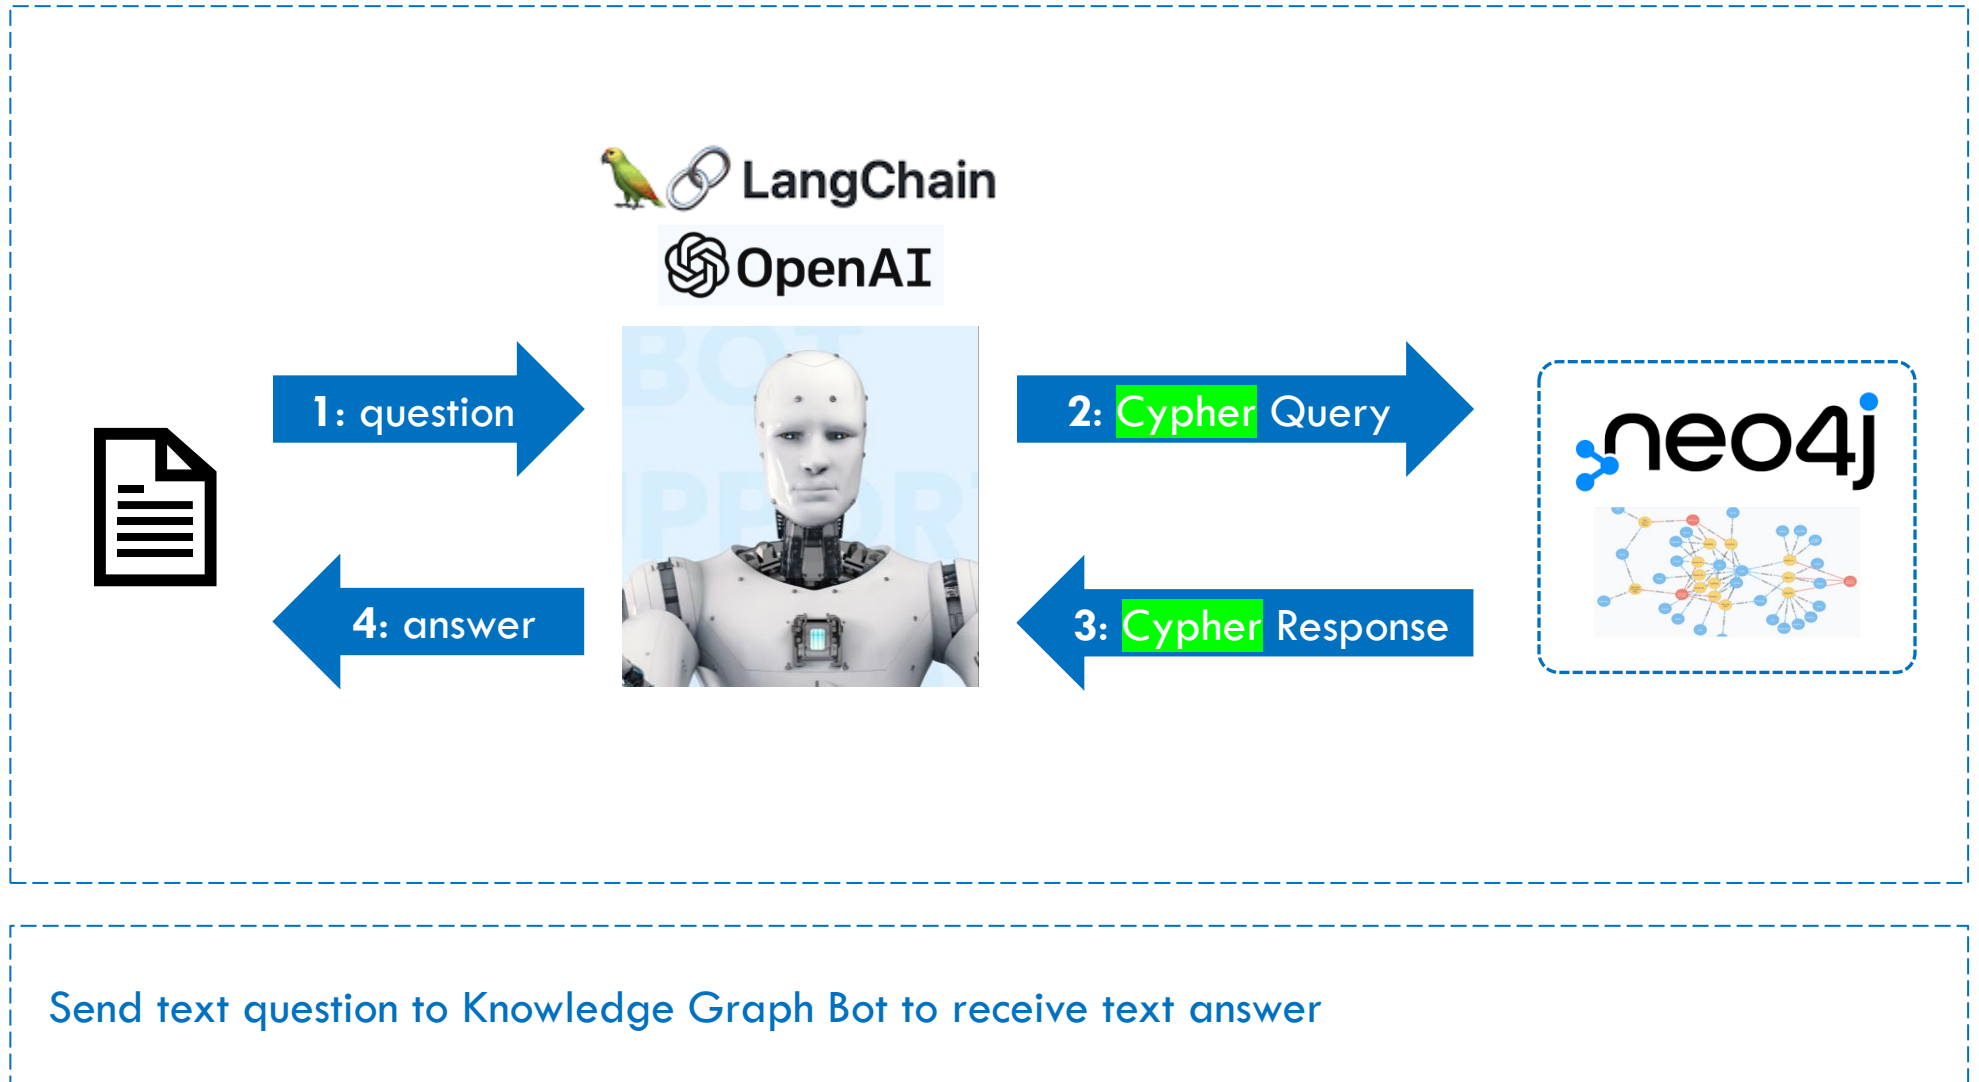 LangChain
OpenAI
BOT
1: question
2: Cypher Query
neo4j
4: answer
3: Cypher Response
Send text question to Knowledge Graph Bot to receive text answer